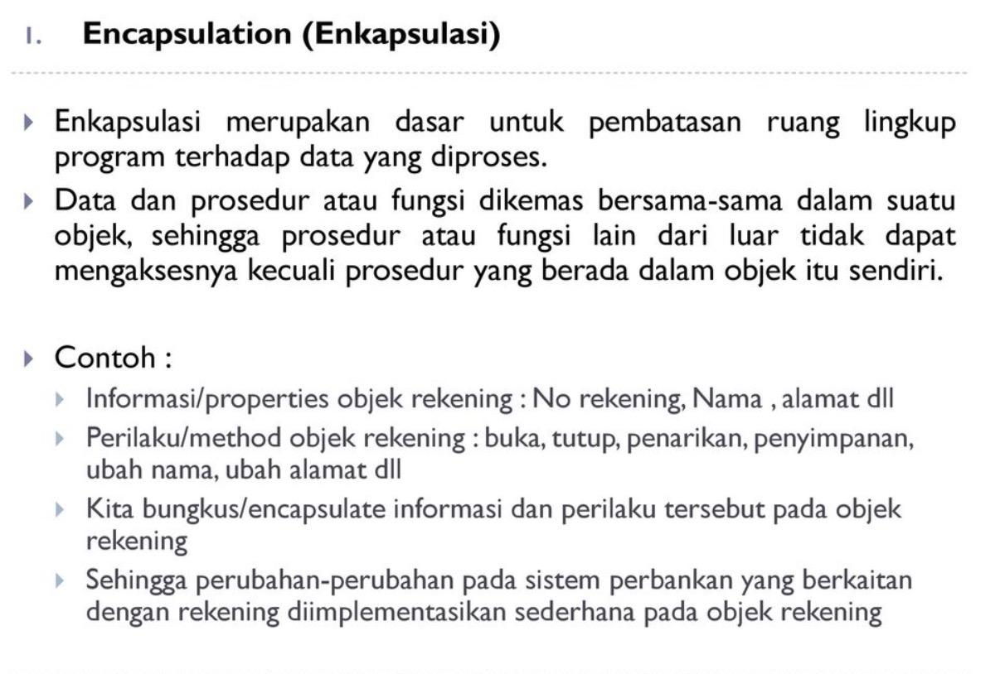 1. Encapsulation (Enkapsulasi)
Enkapsulasi merupakan dasar untuk pembatasan ruang lingkup
program terhadap data yang diproses.
Data dan prosedur atau fungsi dikemas bersama-sama dalam suatu
objek, sehingga prosedur atau fungsi lain dari luar tidak dapat
mengaksesnya kecuali prosedur yang berada dalam objek itu sendiri.
Contoh :
Informasi/properties objek rekening : No rekening, Nama , alamat dll
Perilaku/method objek rekening : buka, tutup, penarikan, penyimpanan,
ubah nama, ubah alamat dll
Kita bungkus/encapsulate informasi dan perilaku tersebut pada objek
rekening
Sehingga perubahan-perubahan pada sistem perbankan yang berkaitan
dengan rekening diimplementasikan sederhana pada objek rekening